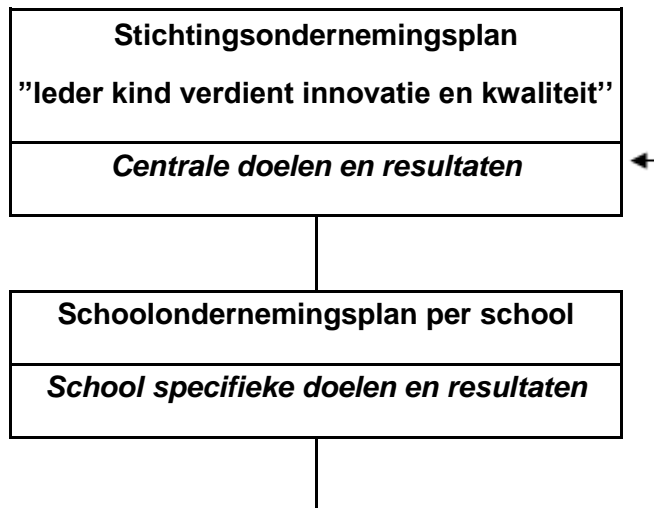 Stichtingsondernemingsplan
”Ieder kind verdient innovatie en kwaliteit’’
Centrale doelen en resultaten
Schoolondernemingsplan per school
School specifieke doelen en resultaten